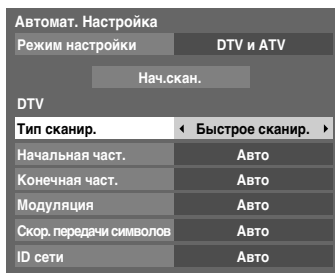 Автомат. Настройка
Режим настройки DTV и ATV
Нач.скан.
DTV
Тип сканир. Быстрое сканир.
Начальная част. Авто
Конечная част. Авто
Модуляция Авто
Скор. передачи символов Авто
ID сети Авто